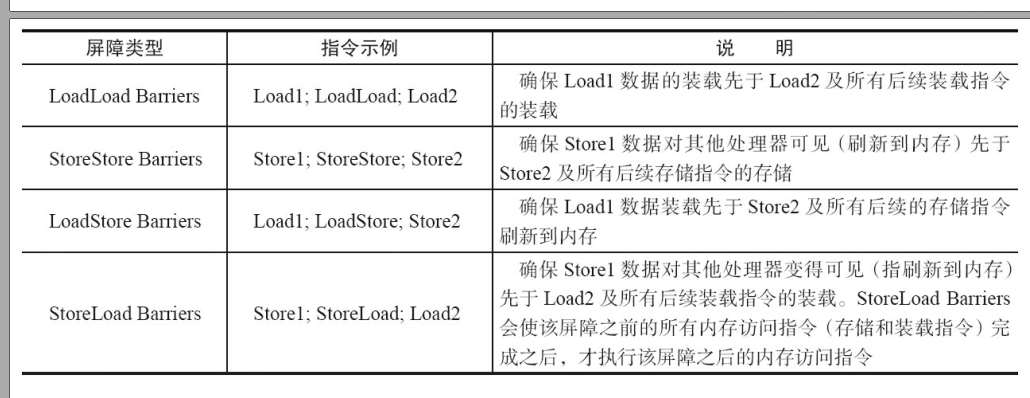 屏障类型 指令示例 说 明
LoadLoad Barriers Load1; LoadLoad; Load2 确保 Load1 数据的装载先于 Load2 及所有后续装载指令
的装载
StoreStore Barriers Store1; StoreStore; Store2 确保 Store1 数据对其他处理器可见（刷新到内存）先于
Store2 及所有后续存储指令的存储
LoadStore Barriers Load1; LoadStore; Store2 确保 Load1 数据装载先于 Store2 及所有后续的存储指令
刷新到内存
StoreLoad Barriers Store1; StoreLoad; Load2 确保 Store1 数据对其他处理器变得可见（指刷新到内存）
先于 Load2 及所有后续装载指令的装载。StoreLoad Barriers
会使该屏障之前的所有内存访问指令（存储和装载指令）完
成之后，才执行该屏障之后的内存访问指令